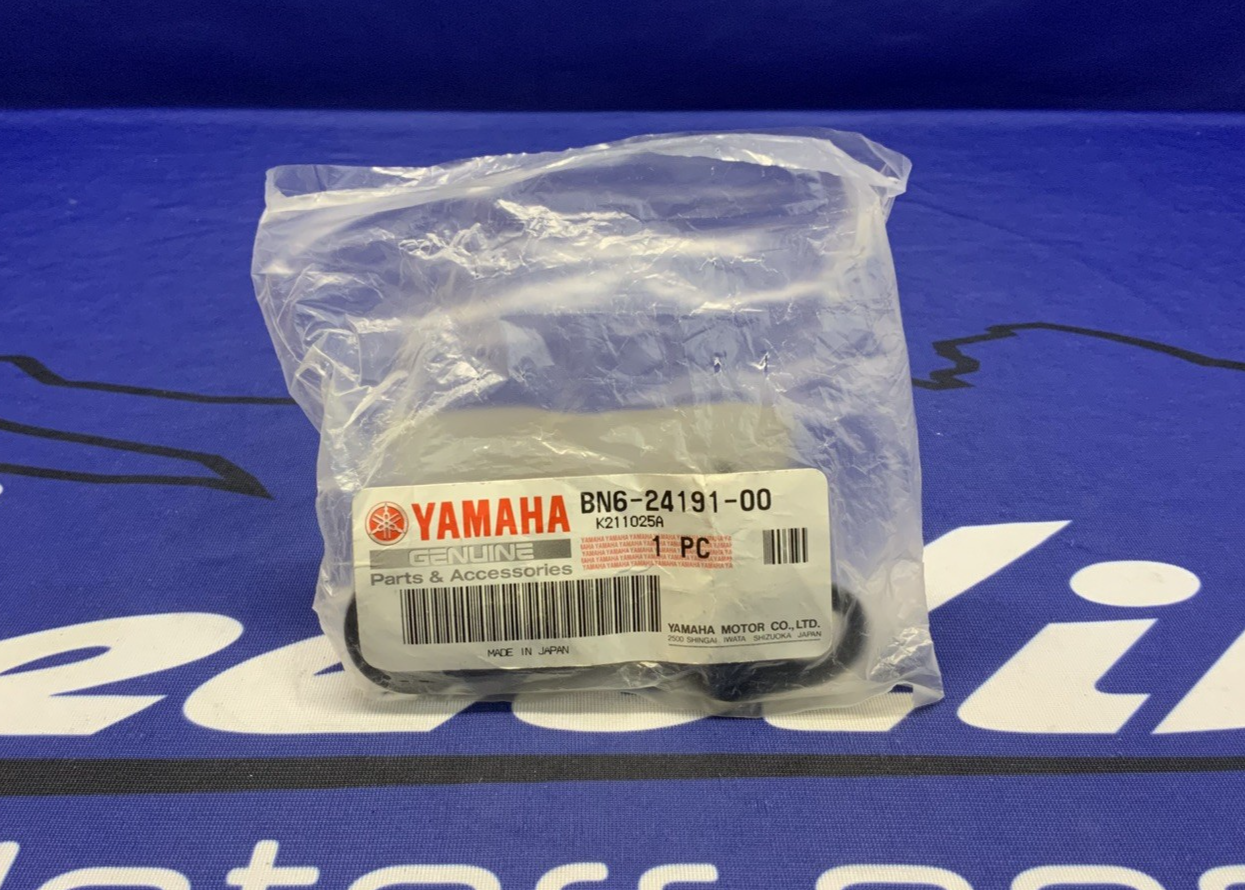 YAMAHA
BN6-24191-00
K211025A
GENUINE
1 PC
Parts & Accessories
YAMAHA MOTOR CO., LTD.
2500 SHINGAI IWATA SHIZUOKA JAPAN
MADE IN JAPAN